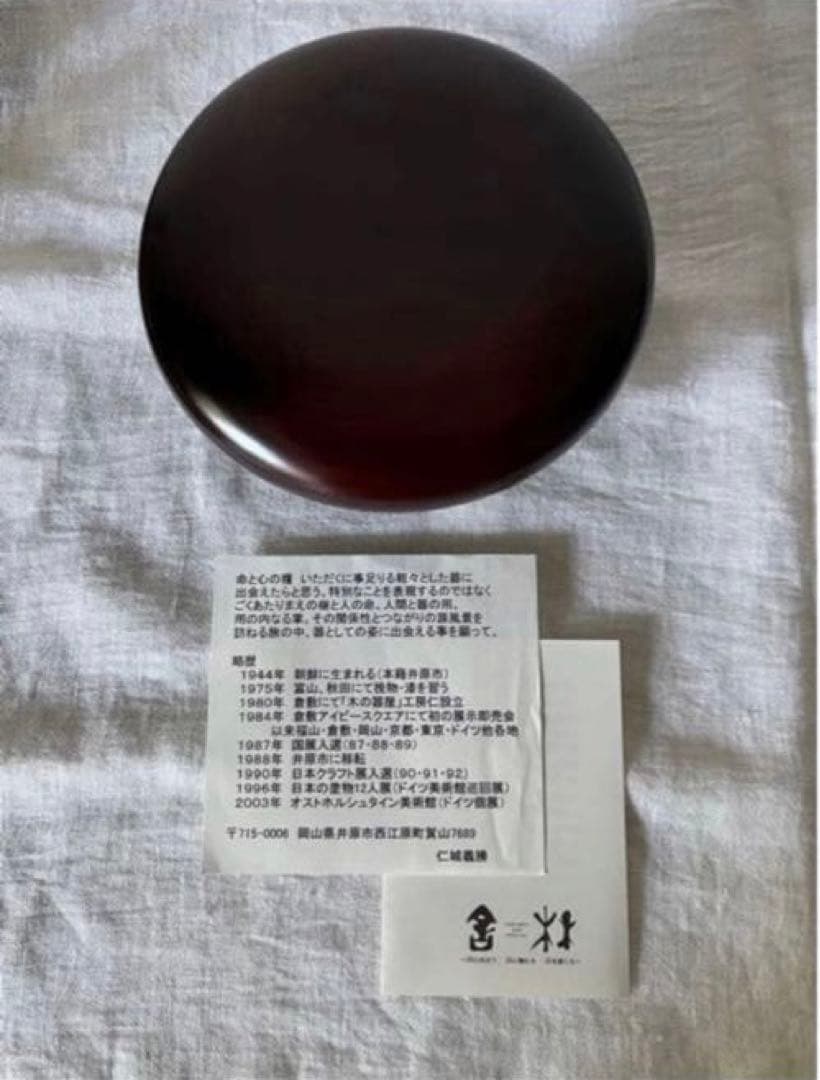 命と心の糧 いただくに事足りる軽々とした器に
出会えたらと思う。特別なことを表現するのではなく
ごくあたりまえの樹と人の命。人間と器の用。
用の内なる業。その関係性とつながりの原風景を
訪ねる旅の中、器としての姿に出会える事を願って。
略歴
1944年 朝鮮に生まれる(本籍井原市)
1975年 富山、秋田にて挽物・漆を習う
1980年 倉敷にて「木の器屋」工房仁設立
1984年 倉敷アイビースクエアにて初の展示即売会
以来福山・倉敷・岡山・京都・東京・ドイツ他各地
1987年 国展入選(87・88・89)
1988年 井原市に移転
1990年 日本クラフト展入選(90・91・92)
1996年 日本の塗物12人展(ドイツ美術館巡回展)
2003年 オストホルシュタイン美術館(ドイツ個展)
〒715-0006 岡山県井原市西江原町賀山7689
仁城義勝